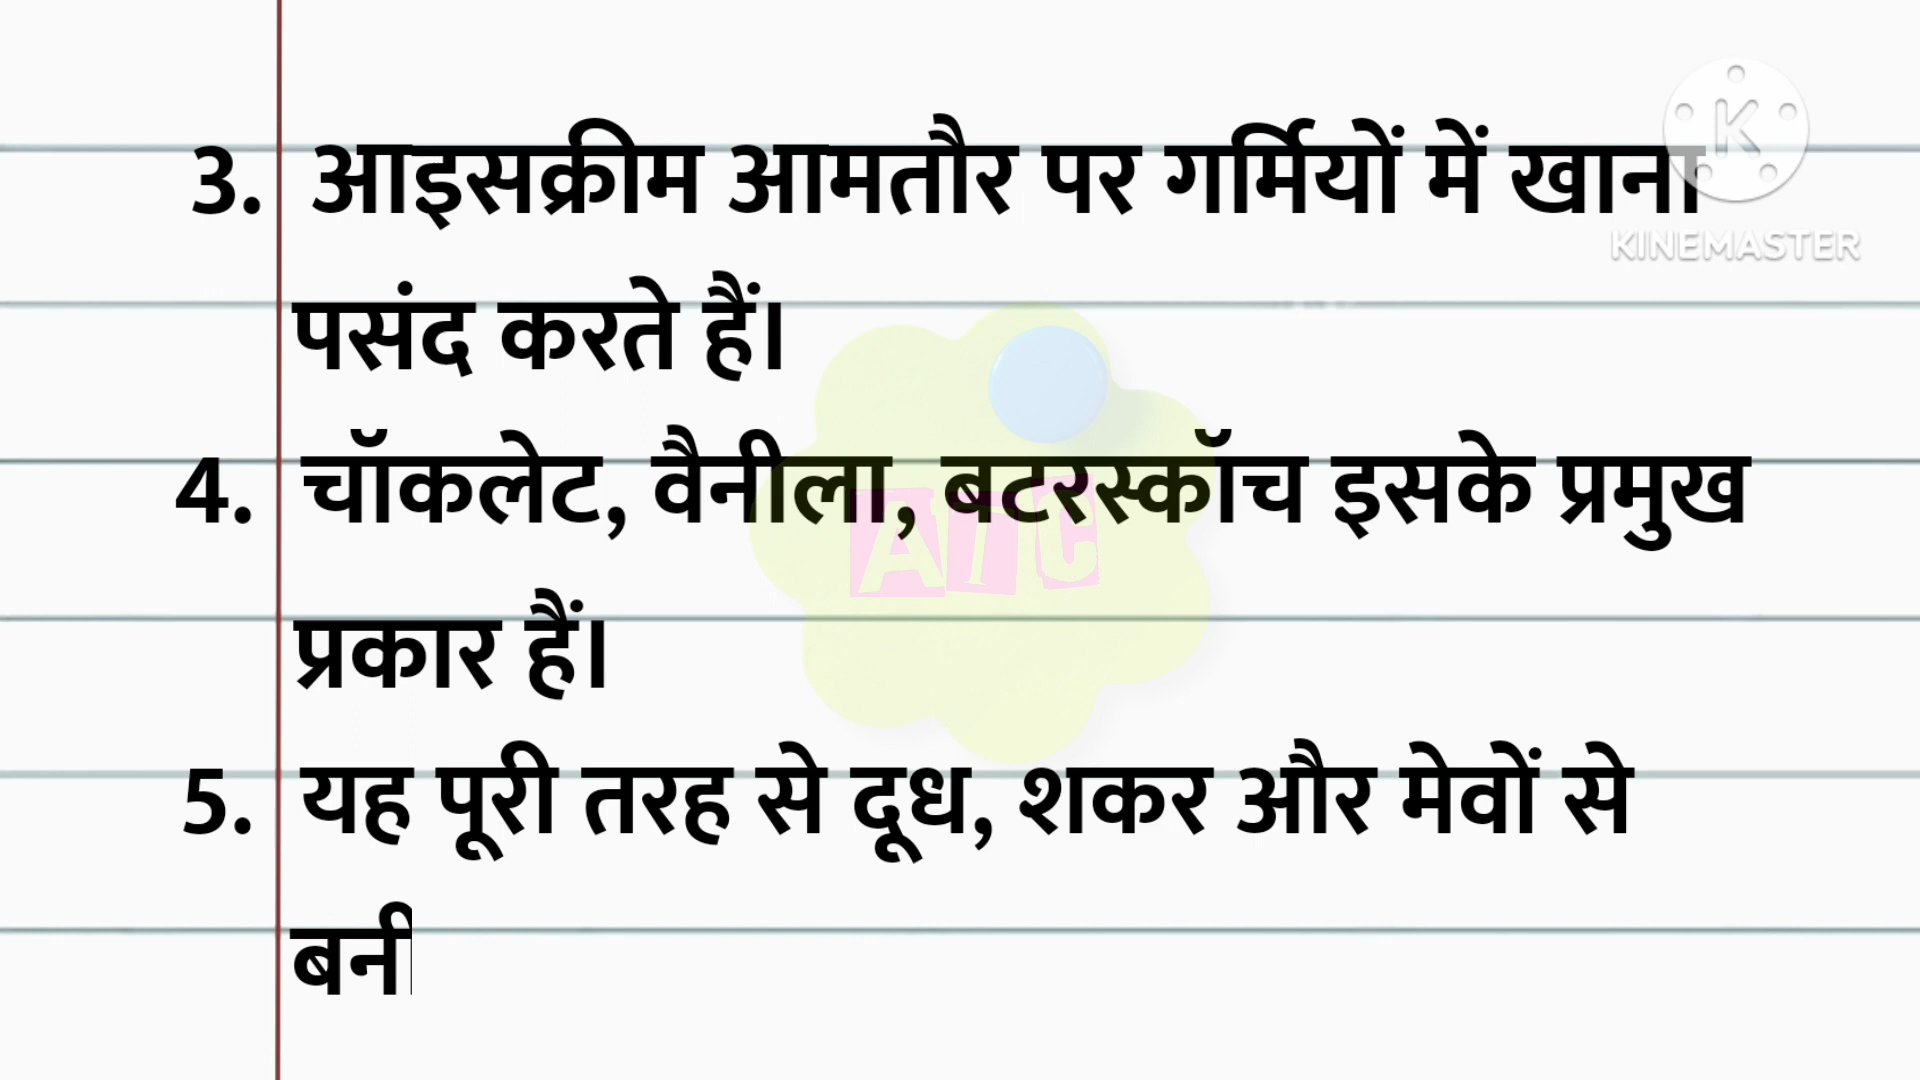 3. आइसक्रीम आमतौर पर गर्मियों में खाना
पसंद करते हैं।
4. चॉकलेट, वैनीला, बटरस्कॉच इसके प्रमुख
प्रकार हैं।
5. यह पूरी तरह से दूध, शकर और मेवों से
बनी
K
KINEMASTER
ATC